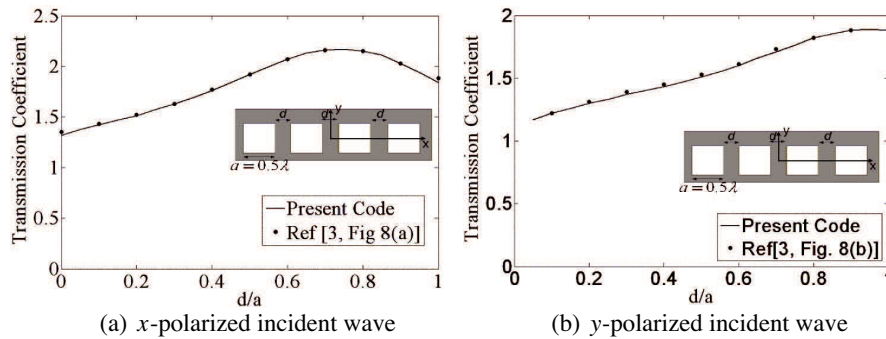 2.5
2
1.5
1
0.5
0
0 0.2 0.4 0.6 0.8 1
Transmission Coefficient
d/a
d d y d
x
a = 0.5λ
Present Code
Ref [3, Fig 8(a)]
(a) x-polarized incident wave
2
1.5
1
0.5
0
0 0.2 0.4 0.6 0.8 1
Transmission Coefficient
d/a
d d y d
x
a = 0.5λ
Present Code
Ref[3, Fig. 8(b)]
(b) y-polarized incident wave